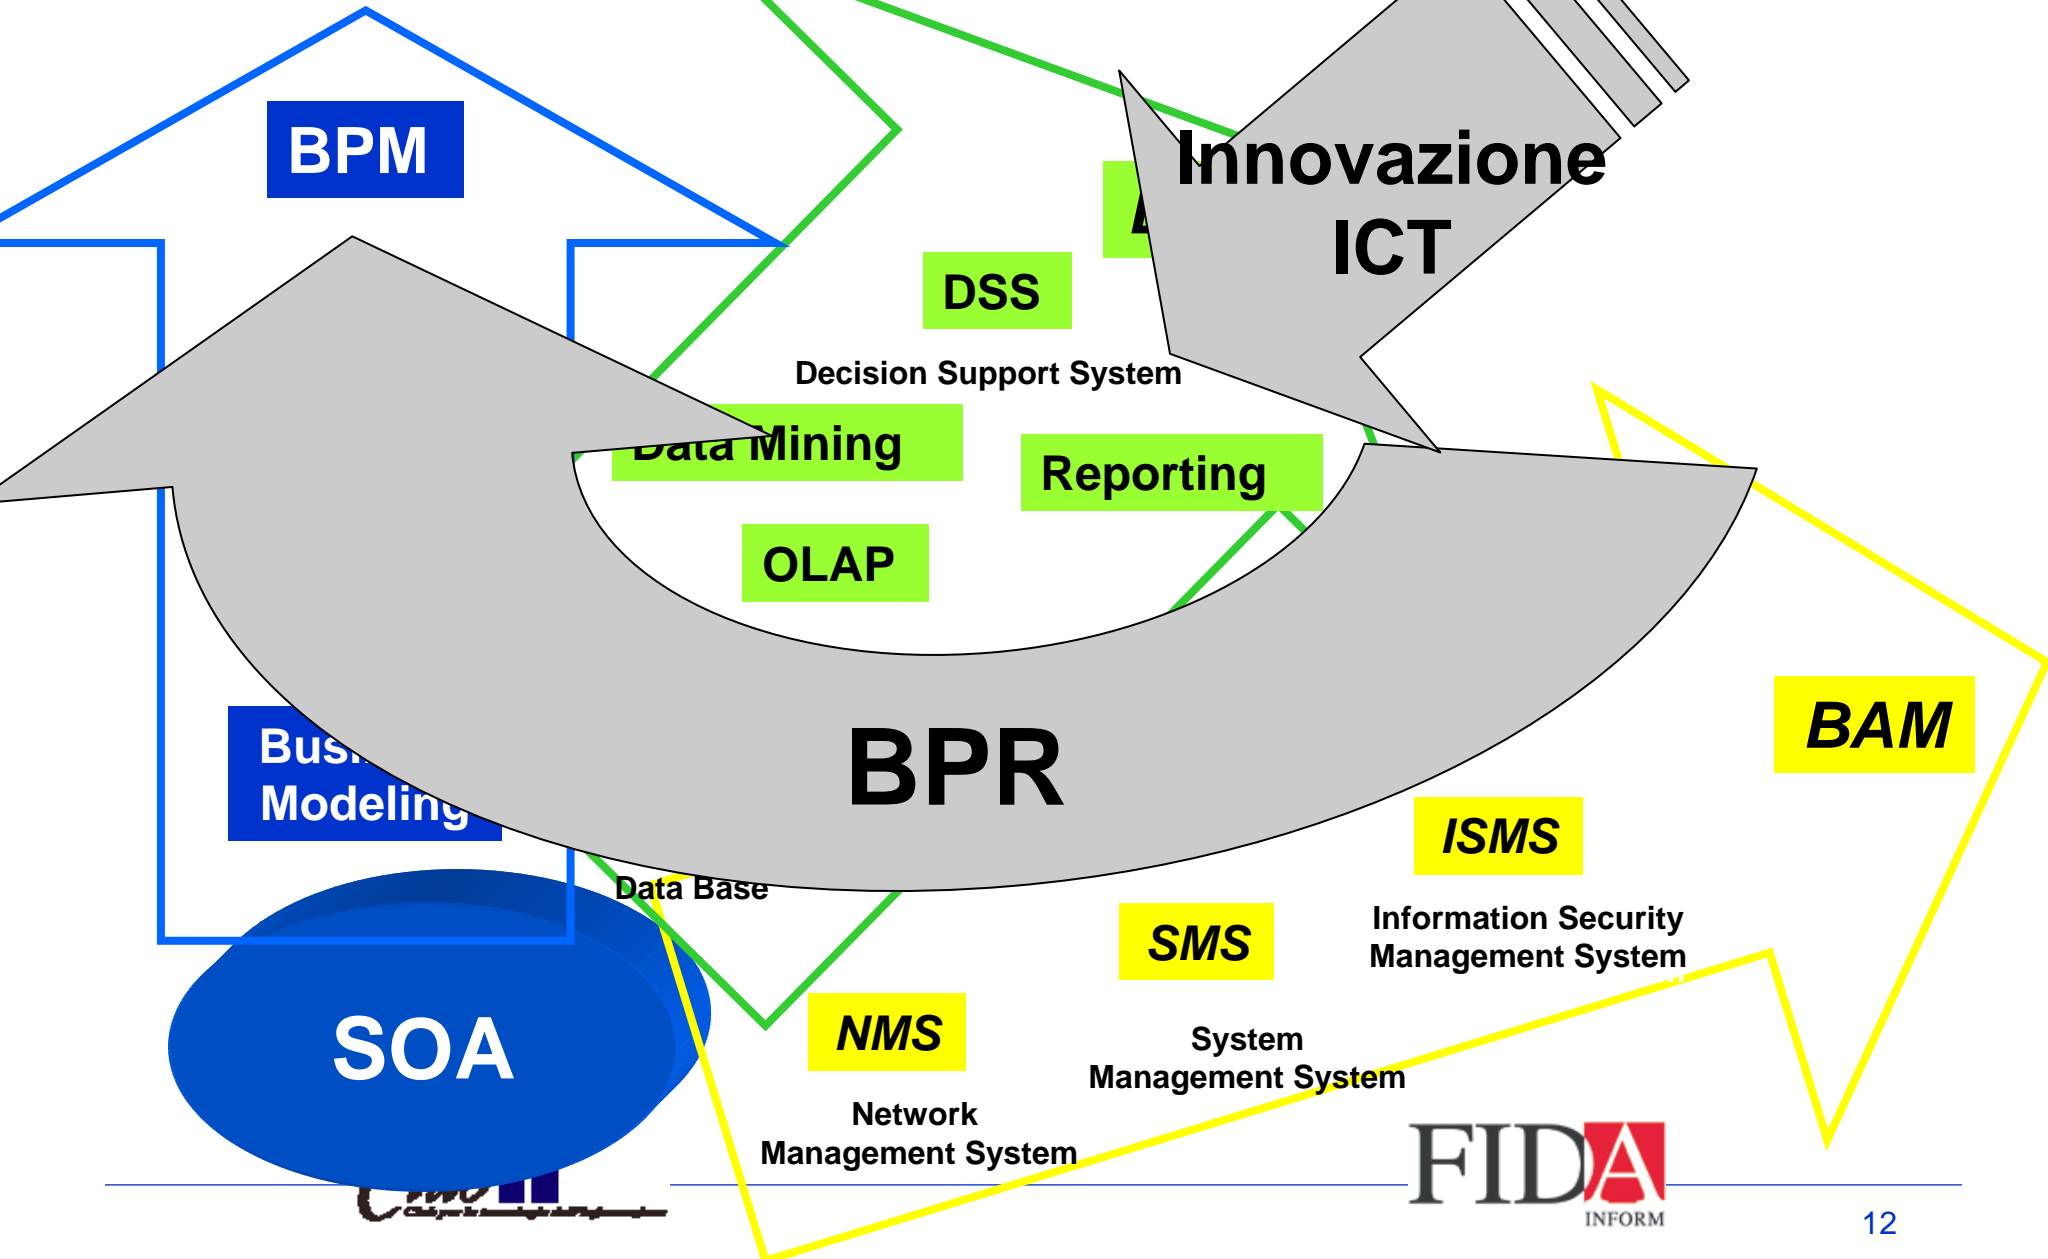 BPM
Innovazione
ICT
DSS
Decision Support System
Data Mining
Reporting
OLAP
BPR
BAM
Modeling
ISMS
Data Base
Information Security
Management System
SMS
SOA
NMS
System
Management System
Network
Management System
FIDA
INFORM
12